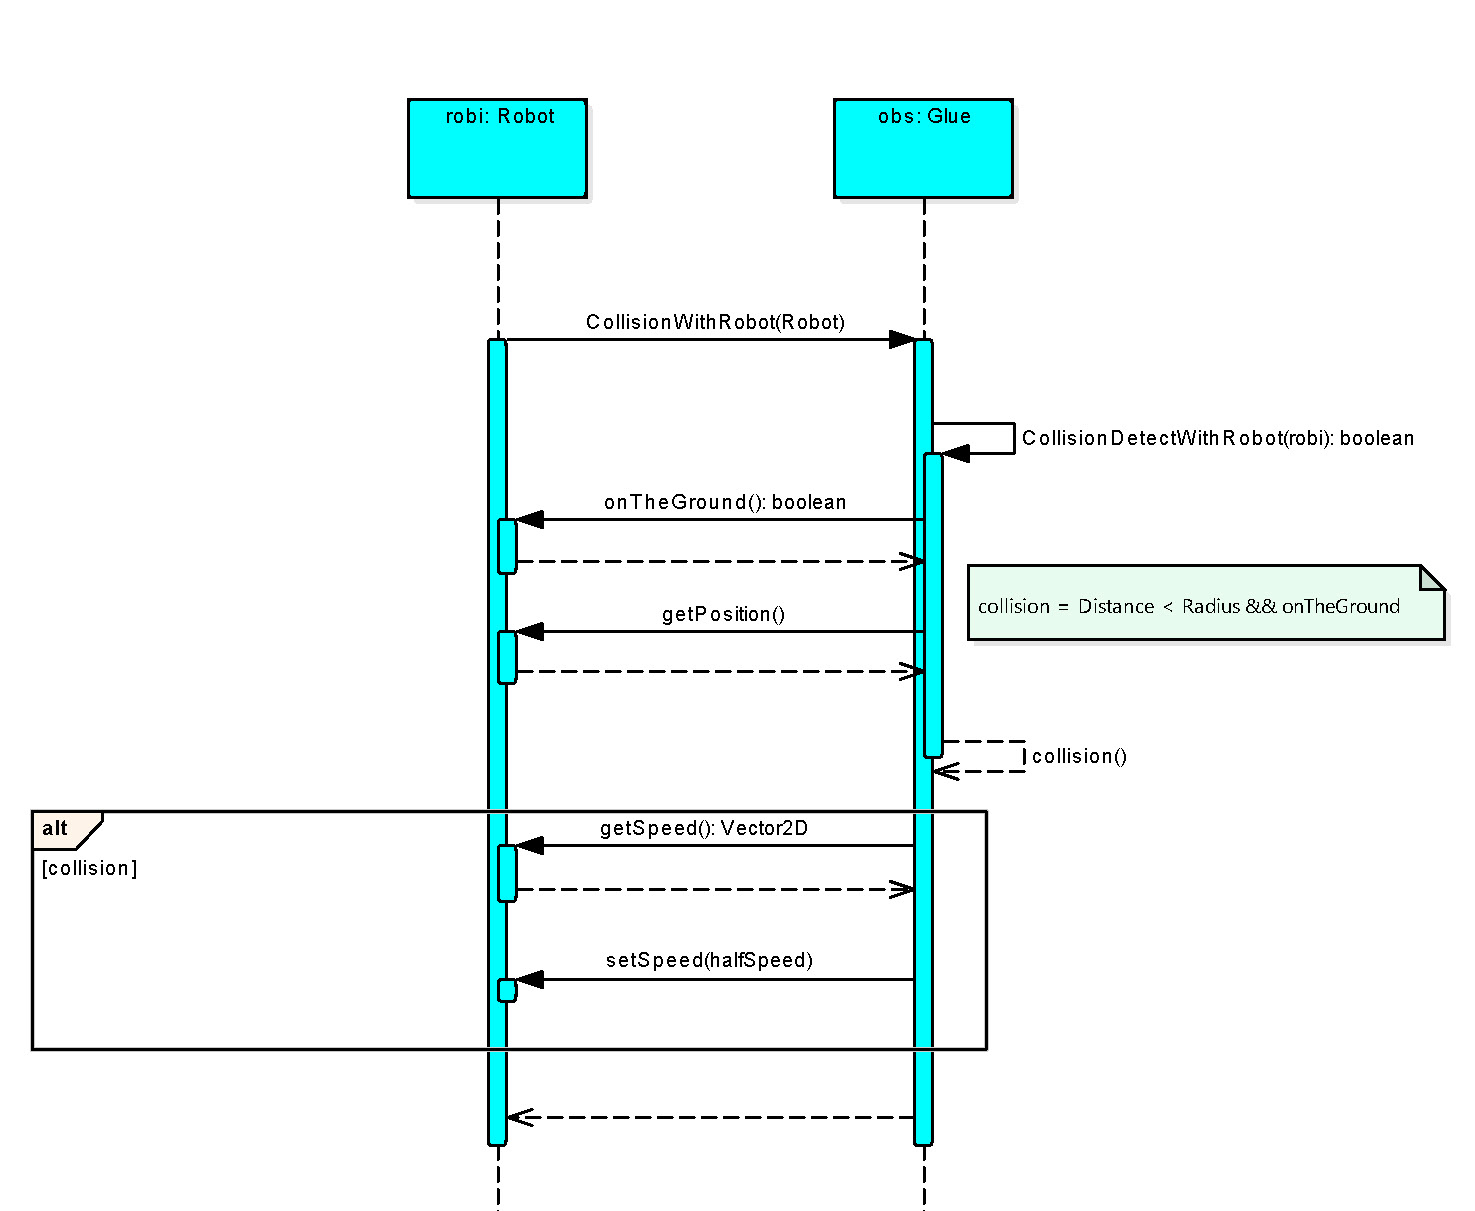 robi: Robot
obs: Glue
CollisionWithRobot(Robot)
CollisionDetectWithRobot(robi): boolean
onTheGround(): boolean
collision = Distance < Radius && onTheGround
getPosition()
collision()
alt
getSpeed(): Vector2D
[collision]
setSpeed(halfSpeed)